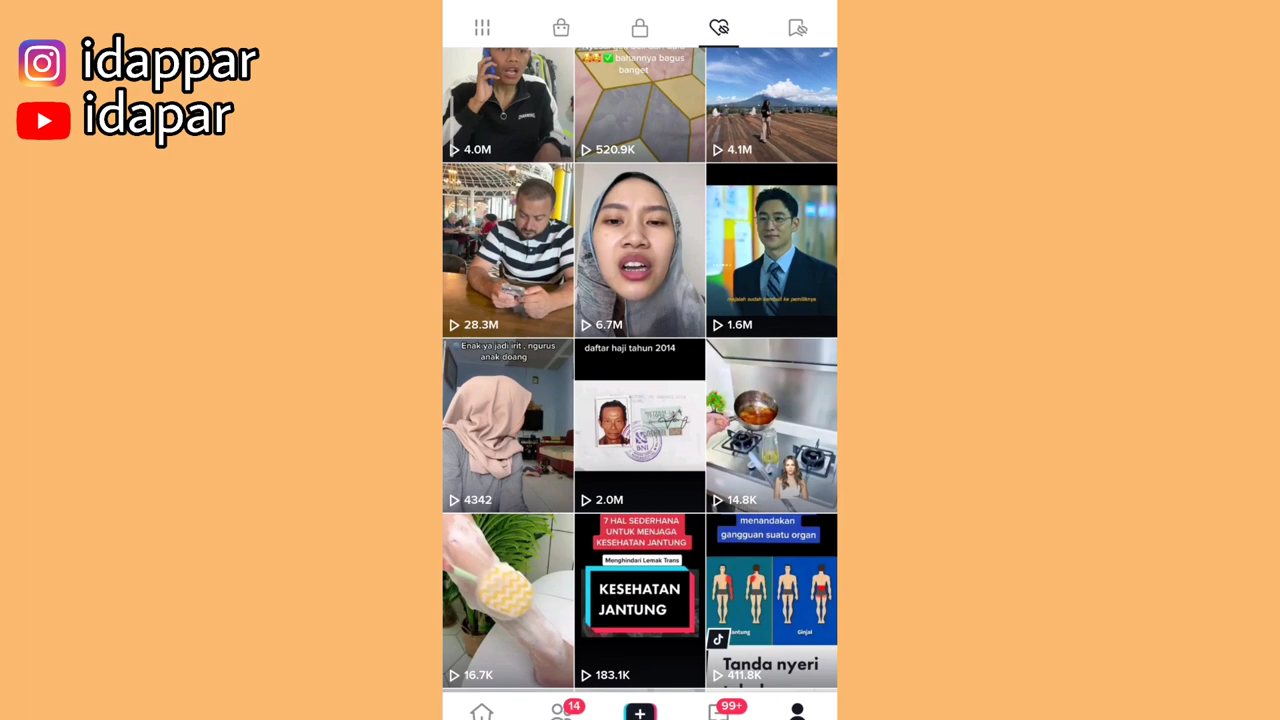 idappar
idapar
bahannya bagus
banget
4.0M
520.9K
4.1M
28.3M
6.7M
1.6M
Enak ya jadi irit , ngurus
anak doang
daftar haji tahun 2014
BNI
4342
2.0M
14.8K
7 HAL SEDERHANA
UNTUK MENJAGA
KESEHATAN JANTUNG
Menghindari Lemak Trans
KESEHATAN
JANTUNG
menandakan
gangguan suatu organ
Ginjal
Tanda nyeri
16.7K
183.1K
411.8K
14
99+